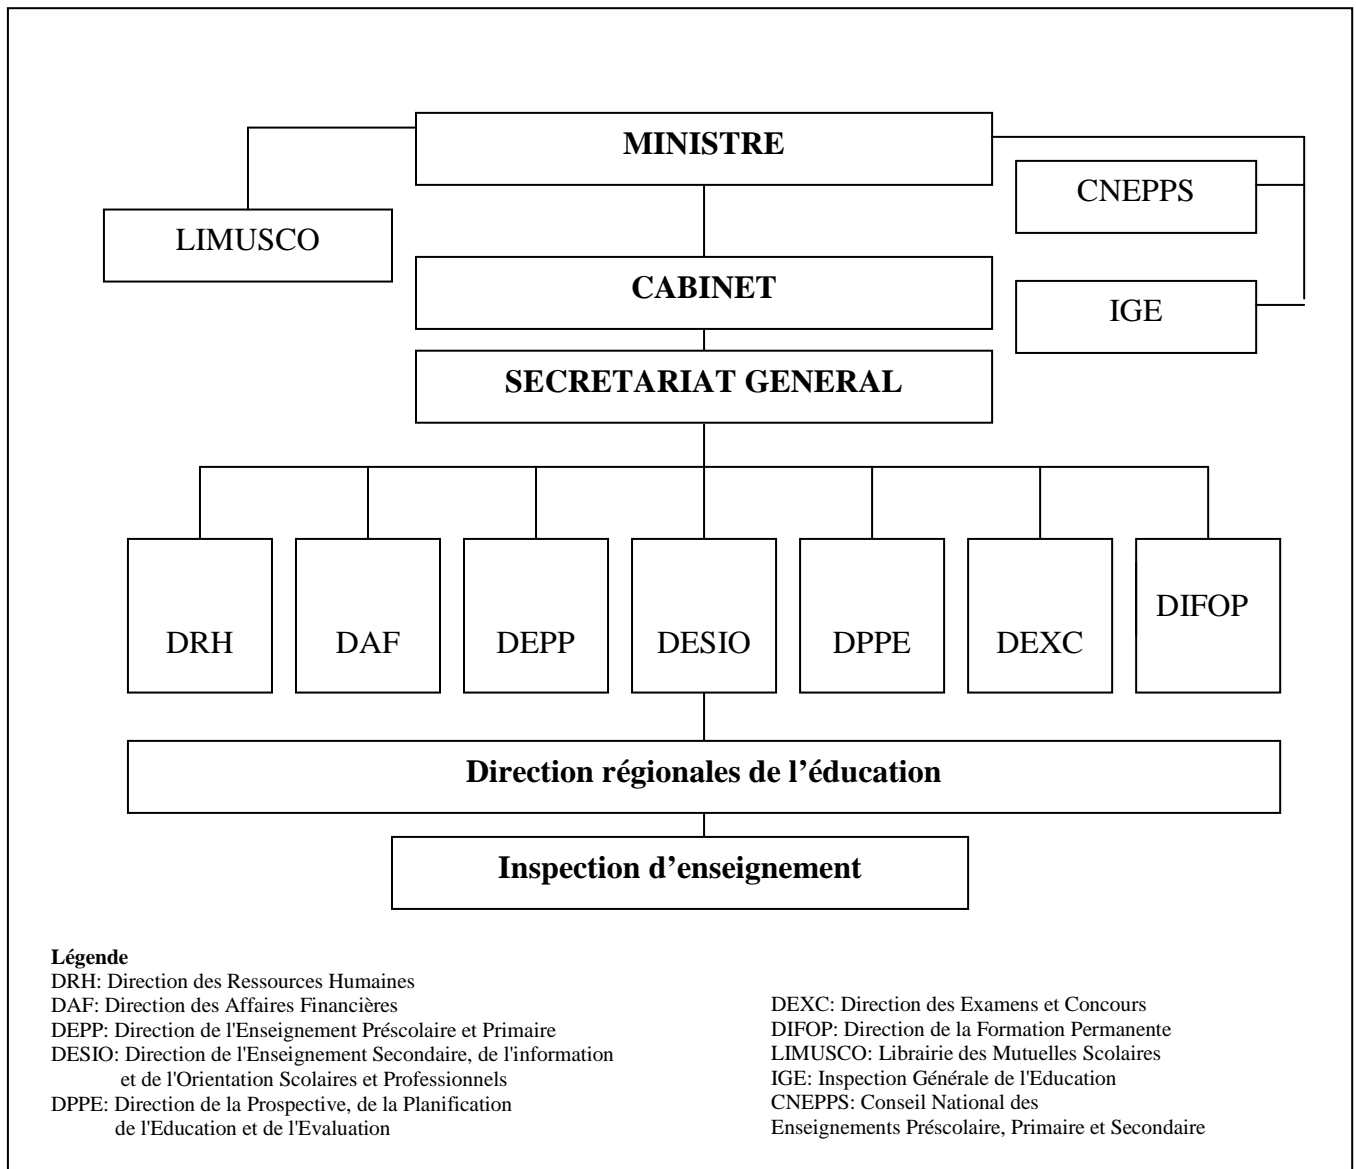 MINISTRE
CNEPPS
LIMUSCO
CABINET
IGE
SECRETARIAT GENERAL
DRH
DAF
DEPP
DESIO
DPPE
DEXC
DIFOP
Direction régionales de l’éducation
Inspection d’enseignement
Légende
DRH: Direction des Ressources Humaines
DAF: Direction des Affaires Financières
DEPP: Direction de l'Enseignement Préscolaire et Primaire
DESIO: Direction de l'Enseignement Secondaire, de l'information
et de l'Orientation Scolaires et Professionnels
DPPE: Direction de la Prospective, de la Planification
de l'Education et de l'Evaluation
DEXC: Direction des Examens et Concours
DIFOP: Direction de la Formation Permanente
LIMUSCO: Librairie des Mutuelles Scolaires
IGE: Inspection Générale de l'Education
CNEPPS: Conseil National des
Enseignements Préscolaire, Primaire et Secondaire